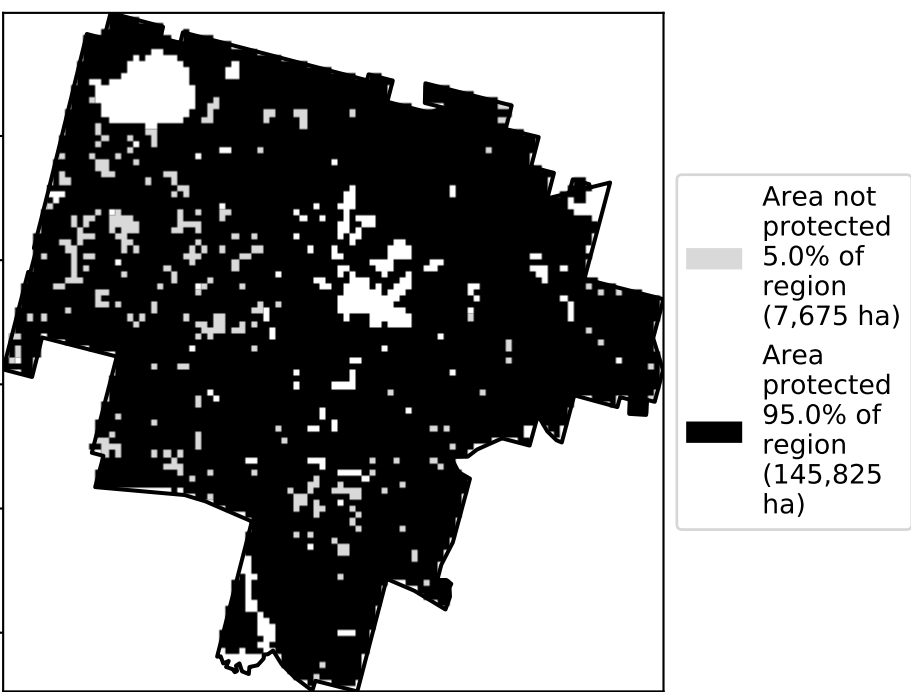 Area not
protected
5.0% of
region
(7,675 ha)
Area
protected
95.0% of
region
(145,825
ha)